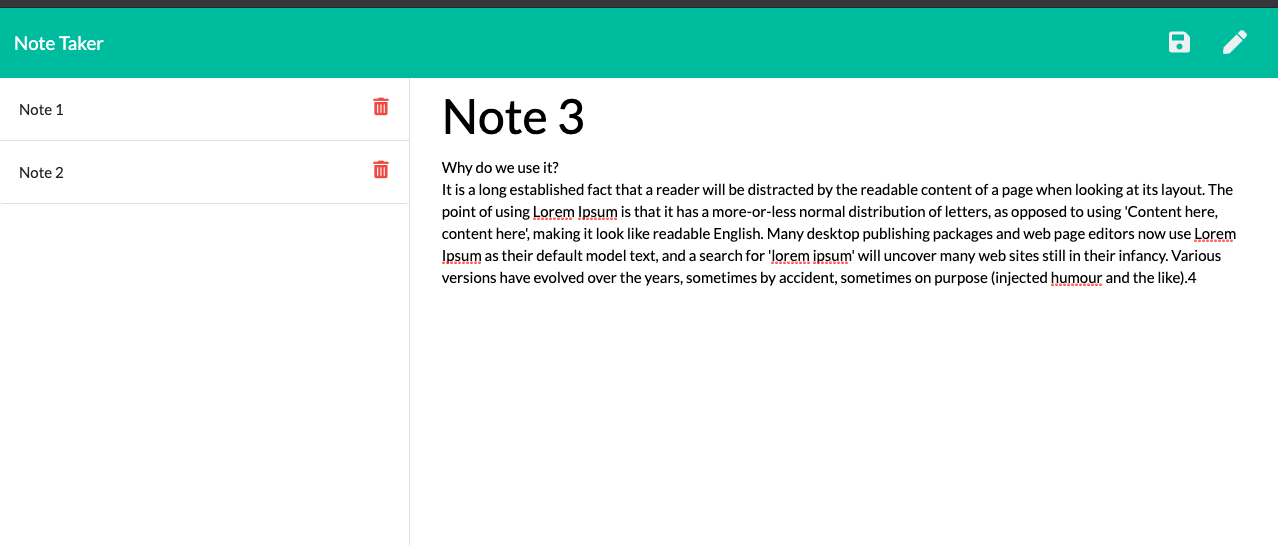 Note Taker
Note 1
Note 2
Note 3
Why do we use it?
It is a long established fact that a reader will be distracted by the readable content of a page when looking at its layout. The
point of using Lorem Ipsum is that it has a more-or-less normal distribution of letters, as opposed to using 'Content here,
content here', making it look like readable English. Many desktop publishing packages and web page editors now use Lorem
Ipsum as their default model text, and a search for 'lorem ipsum' will uncover many web sites still in their infancy. Various
versions have evolved over the years, sometimes by accident, sometimes on purpose (injected humour and the like).4